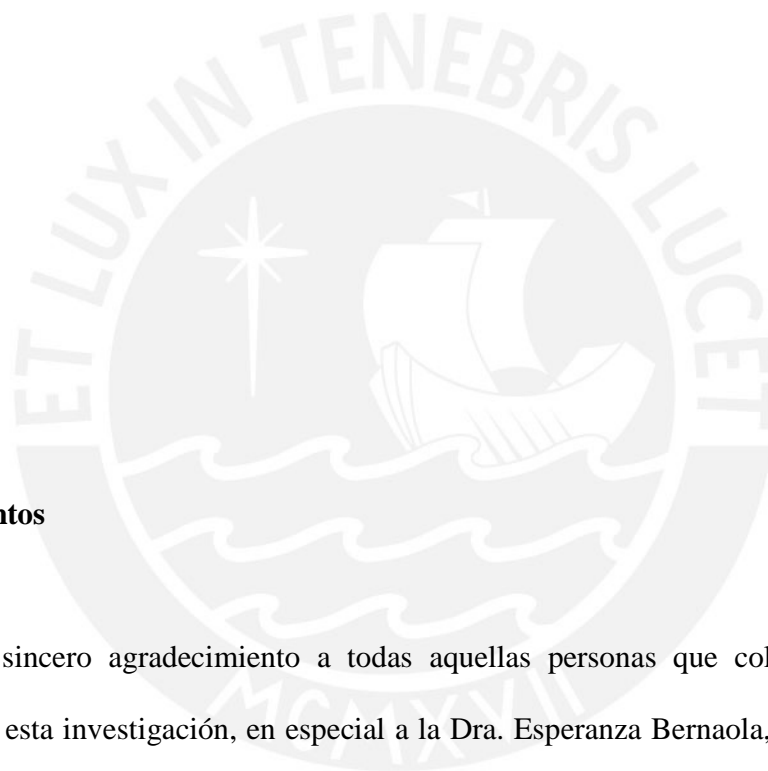 ET LUX IN TENEBRIS LUCET
ntos
sincero agradecimiento a todas aquellas personas que col
esta investigación, en especial a la Dra. Esperanza Bernaola,
MCMXVII